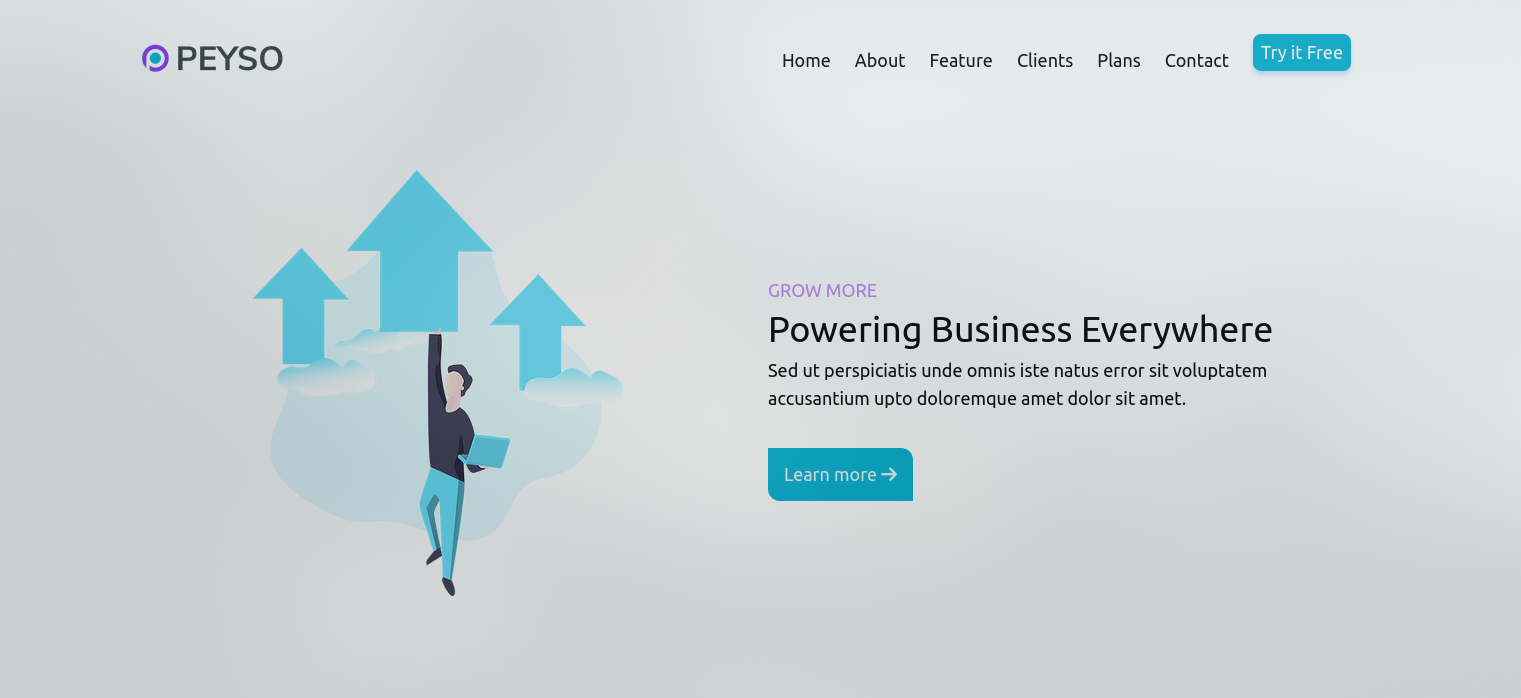 PEYSO
Home About Feature Clients Plans Contact Try it Free
GROW MORE
Powering Business Everywhere
Sed ut perspiciatis unde omnis iste natus error sit voluptatem
accusantium upto doloremque amet dolor sit amet.
Learn more →